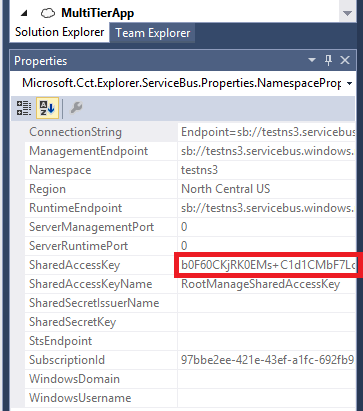 MultiTierApp
Solution Explorer Team Explorer
Properties
Microsoft.Cct.Explorer.ServiceBus.Properties.NamespaceProp
ConnectionString Endpoint=sb://testns3.servicebus
ManagementEndpoint sb://testns3.servicebus.windows.
Namespace testns3
Region North Central US
RuntimeEndpoint sb://testns3.servicebus.windows.
ServerManagementPort 0
ServerRuntimePort 0
SharedAccessKey b0F60CKjRK0EMs+C1d1CMbF7Lc
SharedAccessKeyName RootManageSharedAccessKey
SharedSecretIssuerName
SharedSecretKey
StsEndpoint
SubscriptionId 97bbe2ee-421e-43ef-a1fc-692fb9
WindowsDomain
WindowsUsername